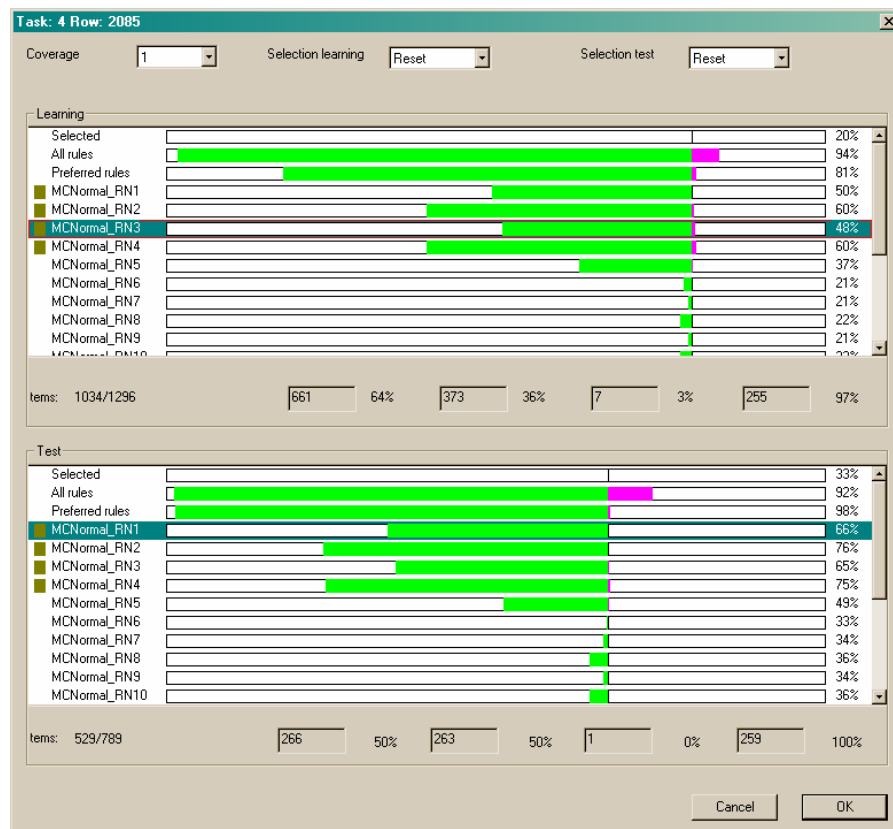 Task: 4 Row: 2085
Coverage 1 Selection learning Reset Selection test Reset
Learning
Selected 20%
All rules 94%
Preferred rules 81%
MCNormal_RN1 50%
MCNormal_RN2 60%
MCNormal_RN3 48%
MCNormal_RN4 60%
MCNormal_RN5 37%
MCNormal_RN6 21%
MCNormal_RN7 21%
MCNormal_RN8 22%
MCNormal_RN9 21%
tems: 1034/1296 661 64% 373 36% 7 3% 255 97%
Test
Selected 33%
All rules 92%
Preferred rules 98%
MCNormal_RN1 66%
MCNormal_RN2 76%
MCNormal_RN3 65%
MCNormal_RN4 75%
MCNormal_RN5 49%
MCNormal_RN6 33%
MCNormal_RN7 34%
MCNormal_RN8 36%
MCNormal_RN9 34%
MCNormal_RN10 36%
tems: 529/789 266 50% 263 50% 1 0% 259 100%
Cancel OK